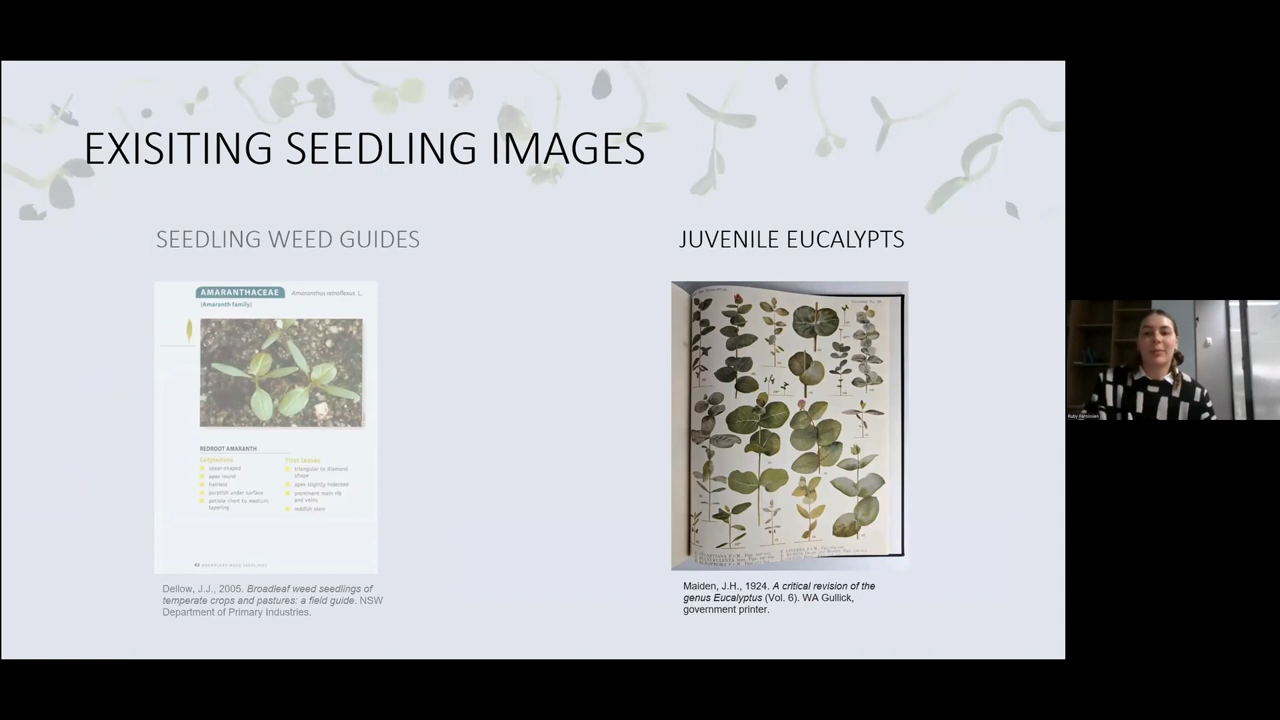 EXISITING SEEDLING IMAGES
SEEDLING WEED GUIDES
AMARANTHACEAE
Amaranthus retroflexus L.
(Amaranth family)
REDROOT AMARANTH
Cotyledons
spear-shaped
apex round
hairless
purplish under surface
petiole short to medium,
tapering
First Leaves
triangular to diamond
shape
apex slightly indented
prominent main rib
and veins
reddish stem
BROADLEAF WEED SEEDLINGS
Dellow, J.J., 2005. Broadleaf weed seedlings of
temperate crops and pastures: a field guide. NSW
Department of Primary Industries.
JUVENILE EUCALYPTS
Maiden, J.H., 1924. A critical revision of the
genus Eucalyptus (Vol. 6). WA Gullick,
government printer.
Ruby